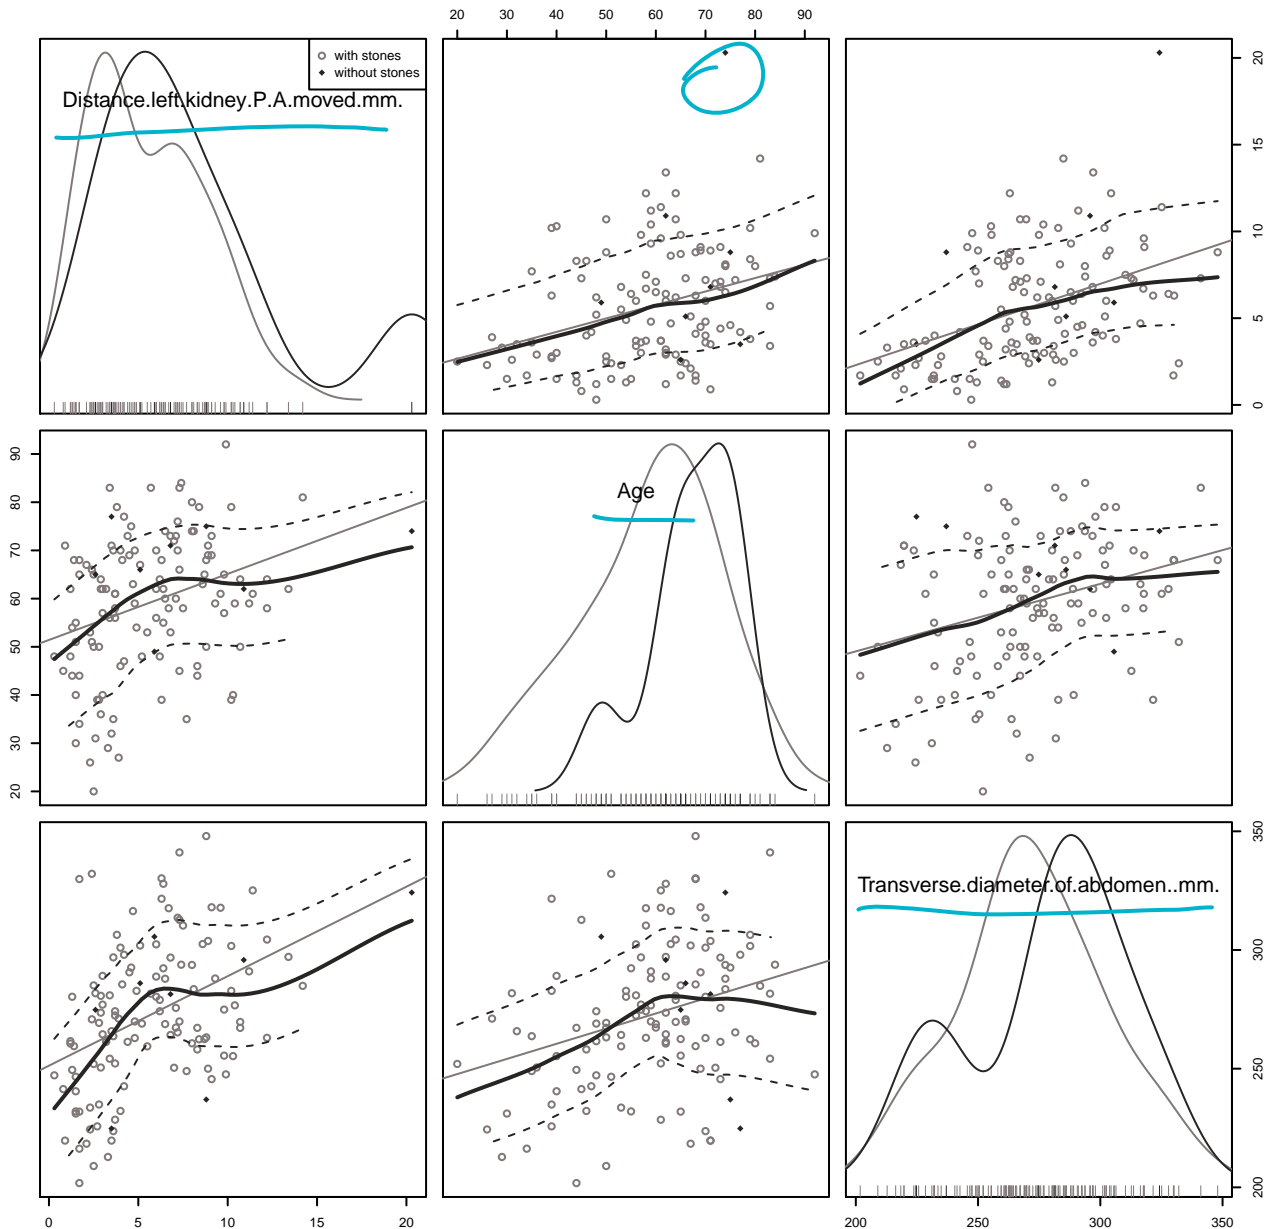 20 30 40 50 60 70 80 90
with stones
without stones
Distance.left.kidney.P.A.moved.mm.
0 5 10 15 20
20 30 40 50 60 70 80 90
Age
Transverse.diameter.of.abdomen..mm.
200 250 300 350
0 5 10 15 20
200 250 300 350